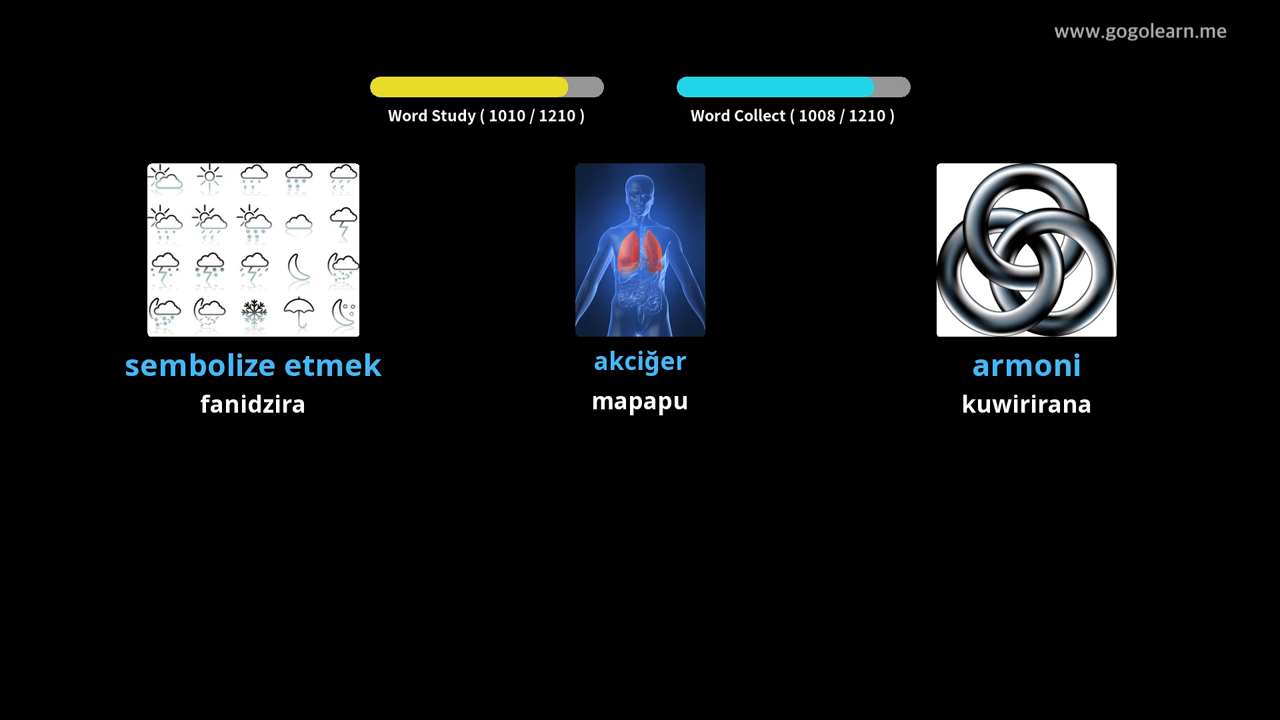 www.gogolearn.me
Word Study ( 1010 / 1210 )
Word Collect ( 1008 / 1210 )
sembolize etmek
fanidzira
akciğer
mapapu
armoni
kuwirirana